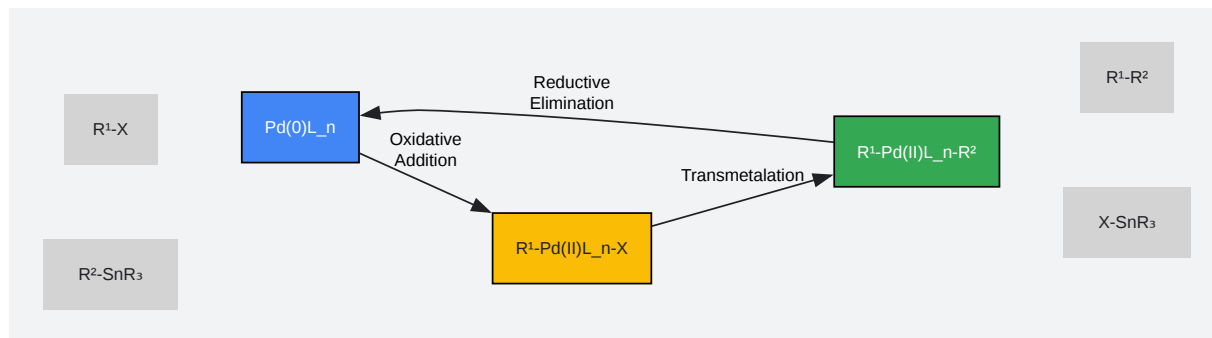 R¹-X
R²-SnR₃
Pd(0)L_n
Oxidative
Addition
Reductive
Elimination
R¹-Pd(II)L_n-X
Transmetalation
R¹-Pd(II)L_n-R²
R¹-R²
X-SnR₃